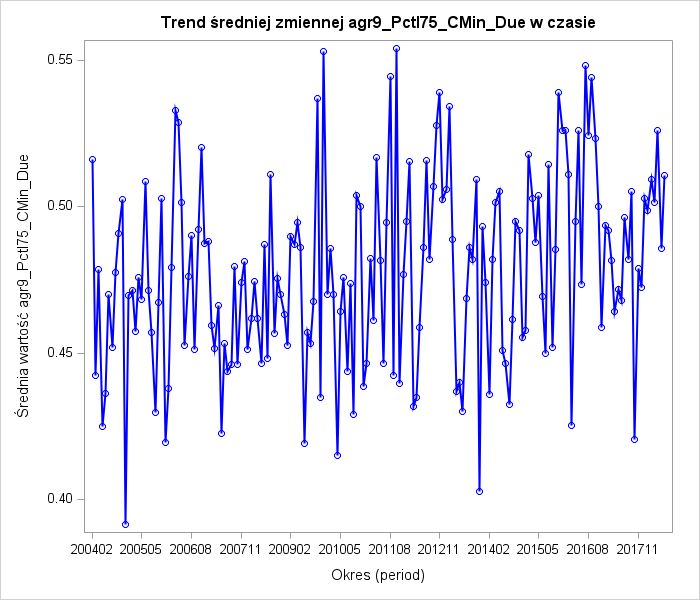 Trend średniej zmiennej agr9_Pctl75_CMin_Due w czasie
Średnia wartość agr9_Pctl75_CMin_Due
0.55
0.50
0.45
0.40
200402 200505 200608 200711 200902 201005 201108 201211 201402 201505 201608 201711
Okres (period)